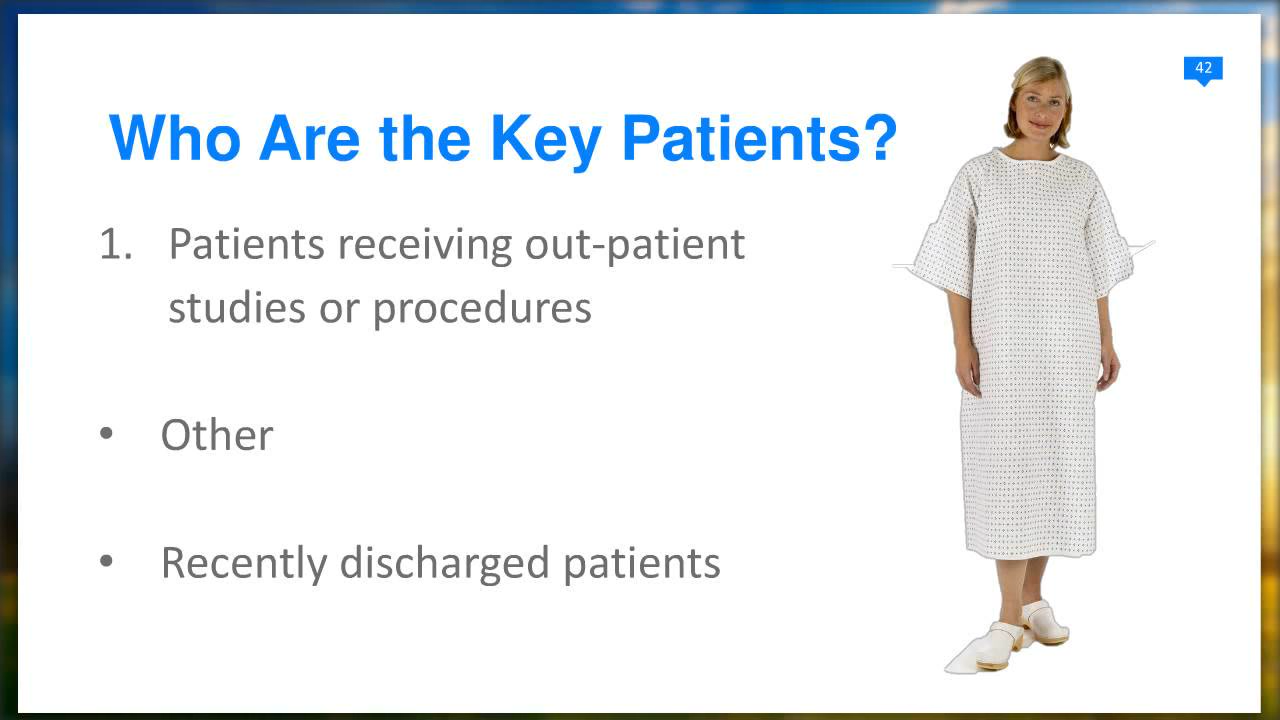 42
Who Are the Key Patients?
1. Patients receiving out-patient
studies or procedures
• Other
• Recently discharged patients